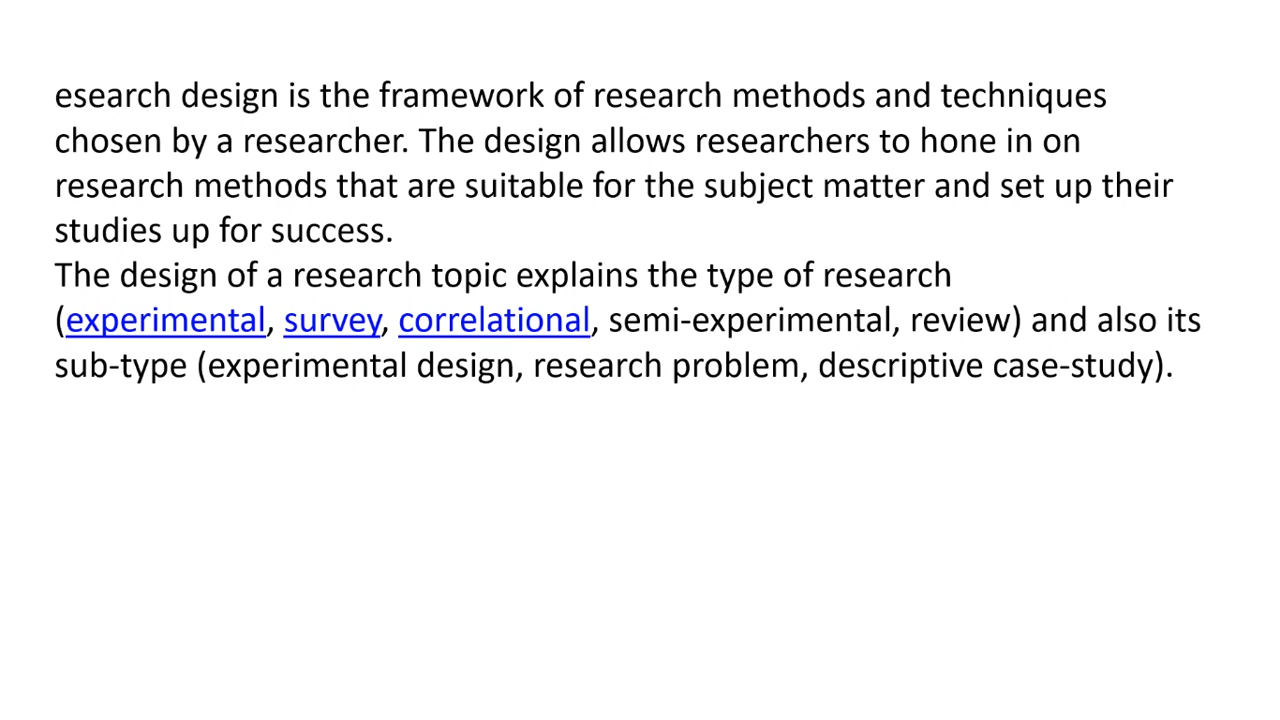 esearch design is the framework of research methods and techniques
chosen by a researcher. The design allows researchers to hone in on
research methods that are suitable for the subject matter and set up their
studies up for success.
The design of a research topic explains the type of research
(experimental, survey, correlational, semi-experimental, review) and also its
sub-type (experimental design, research problem, descriptive case-study).